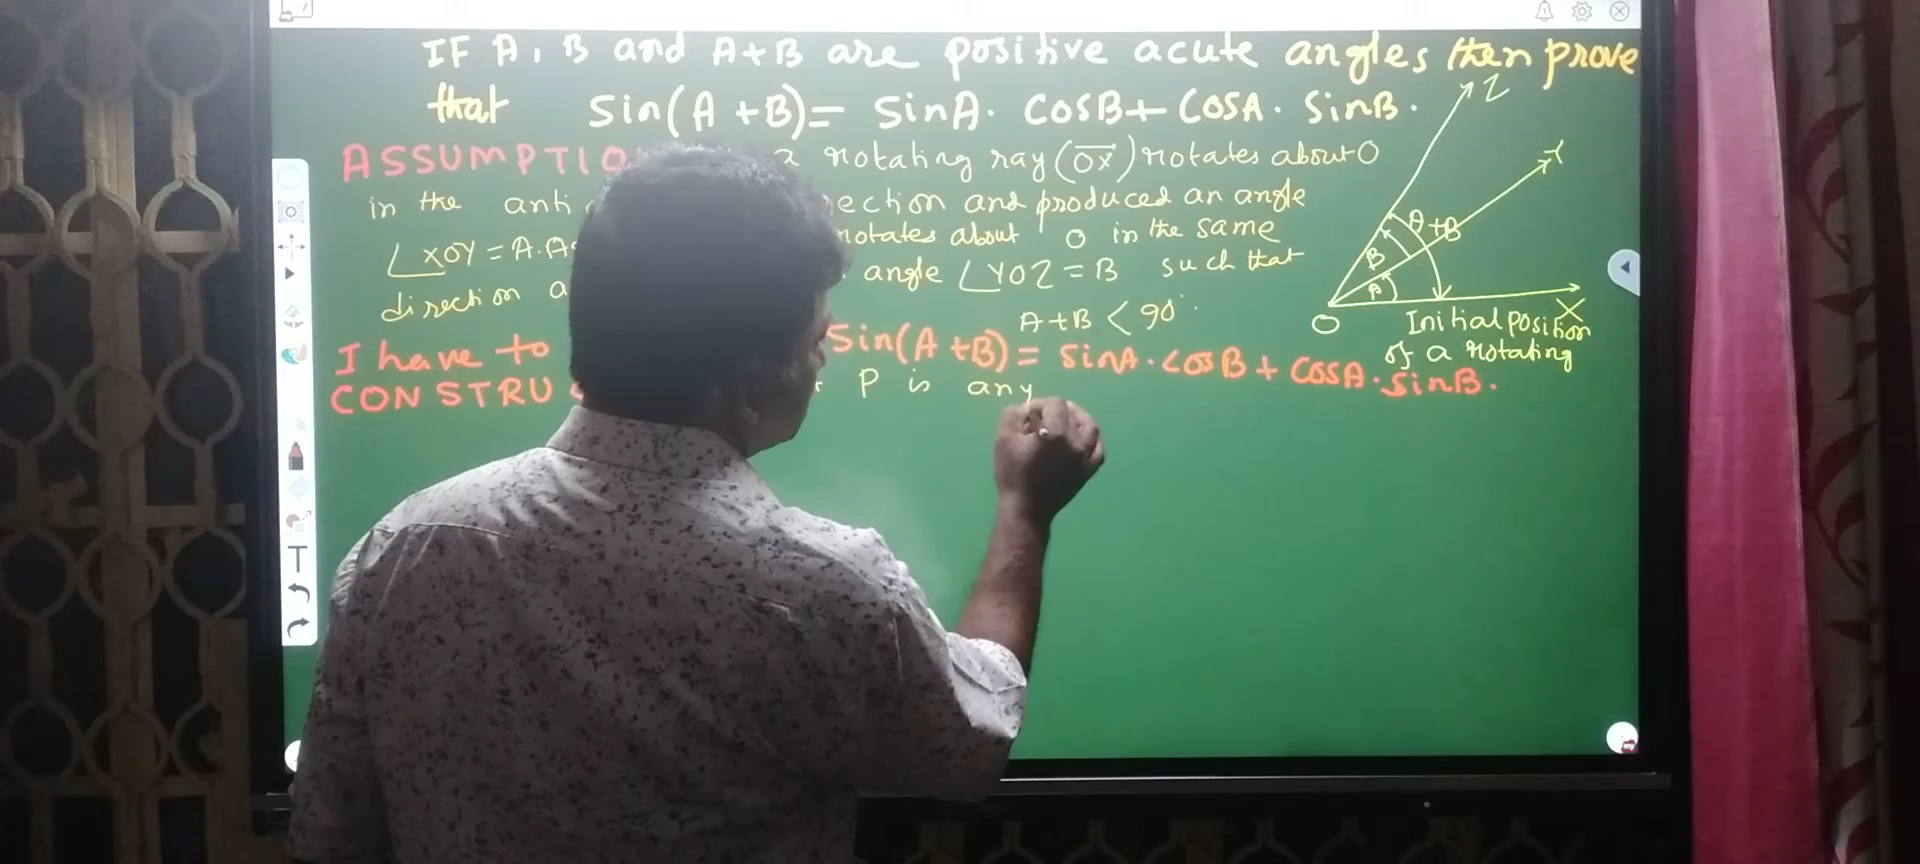 IF A, B and A+B are positive acute angles then prove
that Sin(A+B)= SinA. COSB+COSA. SinB.
ASSUMPTIO a rotating ray (OX) rotates about O
in the anti ection and produced an angle
∠XOY=A. A rotates about O in the same
direction a angle ∠YOZ=B such that
A+B < 90°
I have to Sin(A+B)= SinA.COSB+COSA.SinB.
CONSTRU P is any
Z
Y
A+B
B
A
O
X
Initial position
of a rotating
T